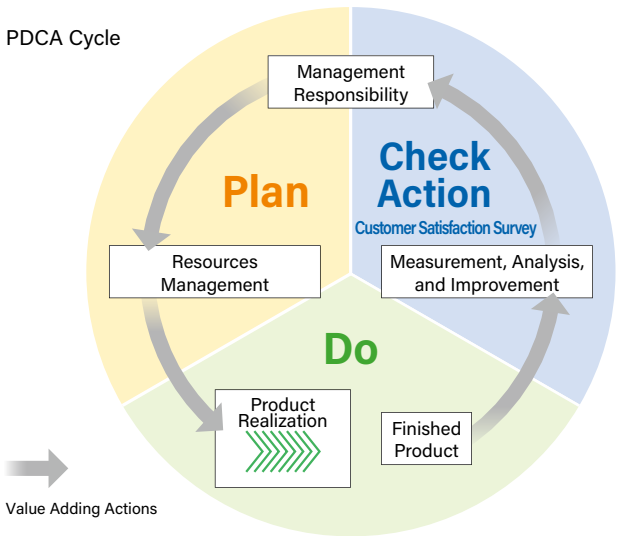 PDCA Cycle
Management
Responsibility
Plan
Check
Action
Customer Satisfaction Survey
Resources
Management
Measurement, Analysis,
and Improvement
Do
Product
Realization
Finished
Product
Value Adding Actions